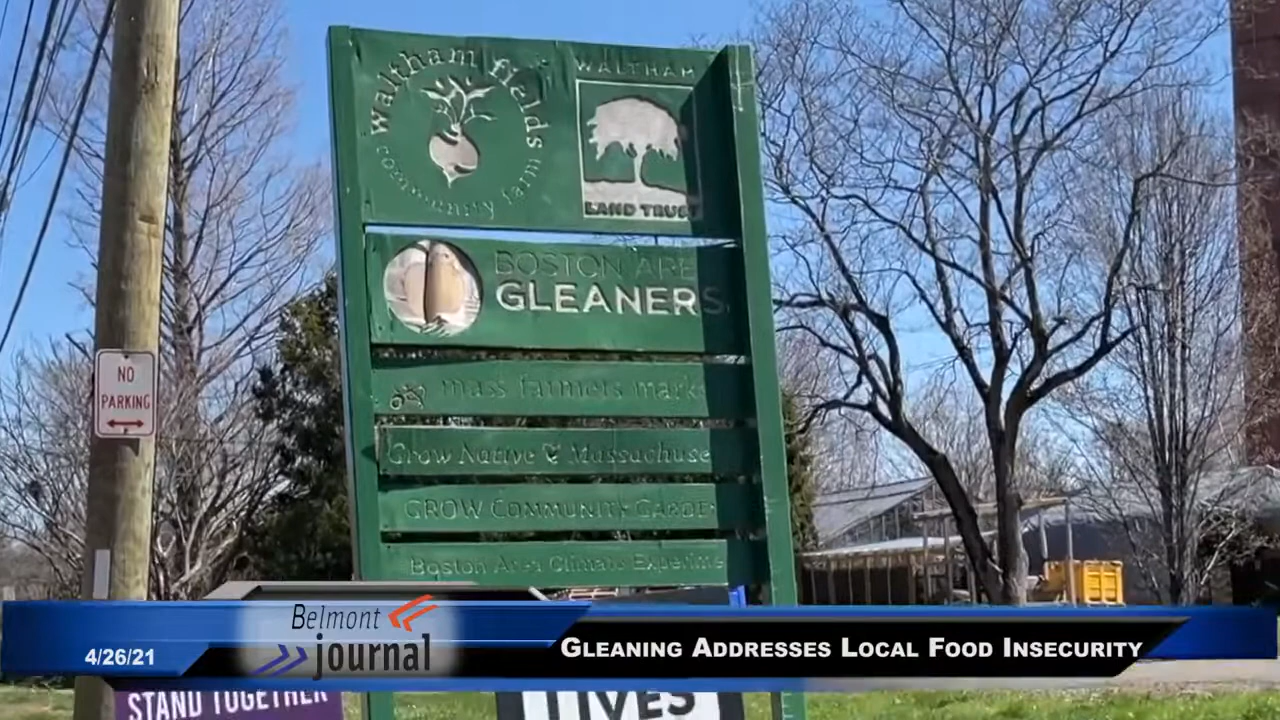 waltham fields
community farm
WALTHAM
LAND TRUST
BOSTON ARE
GLEANERS
mass farmers mark
Grow Native Massachuse
GROW COMMUNITY GARDE
Boston Area Climate Experime
NO
PARKING
Belmont
journal
4/26/21
GLEANING ADDRESSES LOCAL FOOD INSECURITY
STAND TOGETHER
LIVES